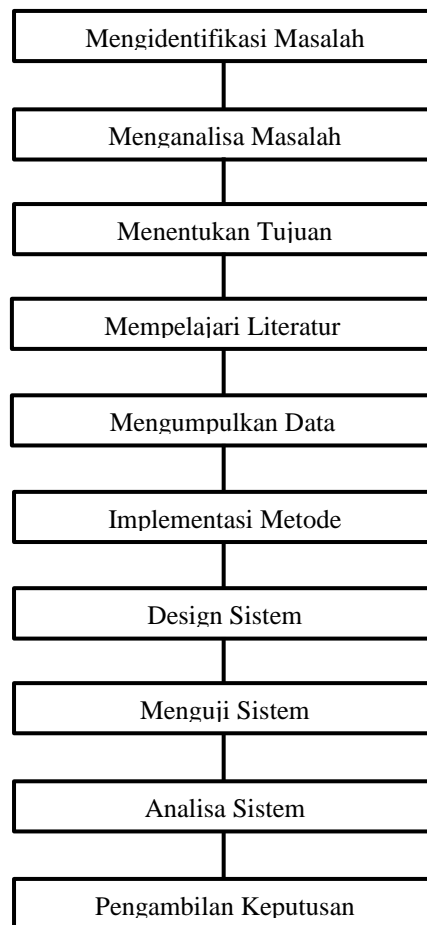 Mengidentifikasi Masalah
Menganalisa Masalah
Menentukan Tujuan
Mempelajari Literatur
Mengumpulkan Data
Implementasi Metode
Design Sistem
Menguji Sistem
Analisa Sistem
Pengambilan Keputusan